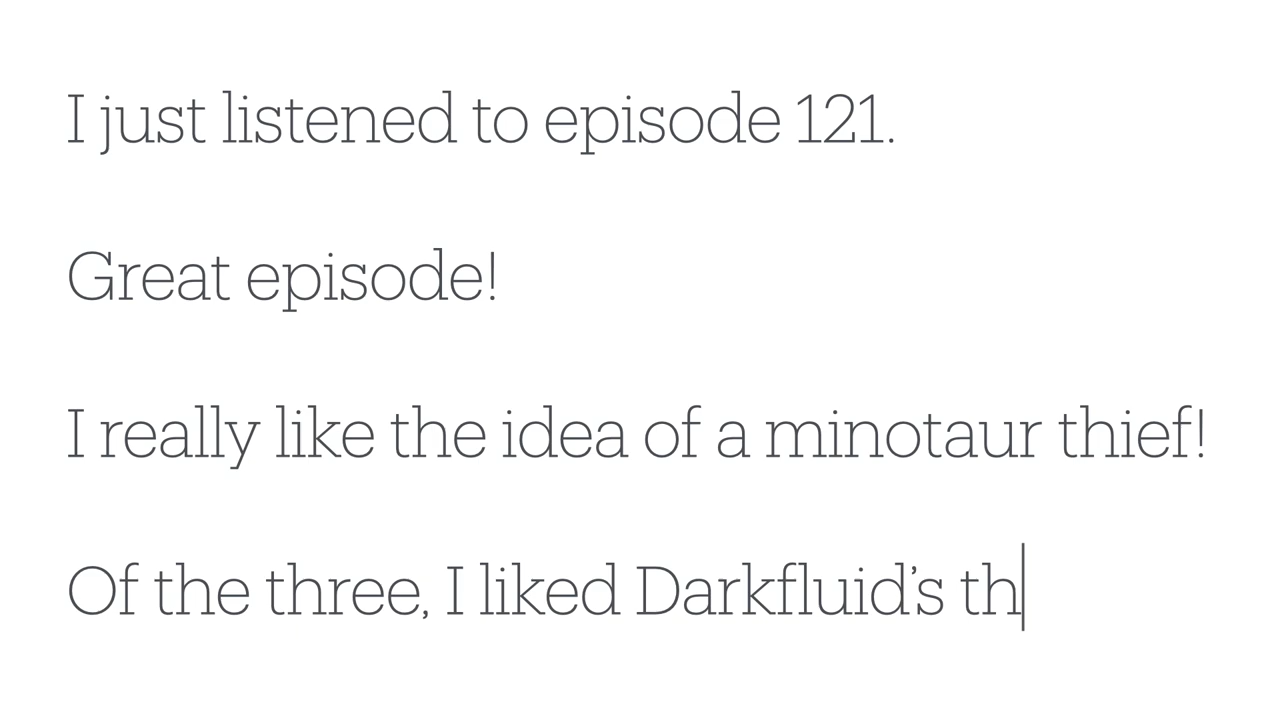 I just listened to episode 121.
Great episode!
I really like the idea of a minotaur thief!
Of the three, I liked Darkfluid’s th